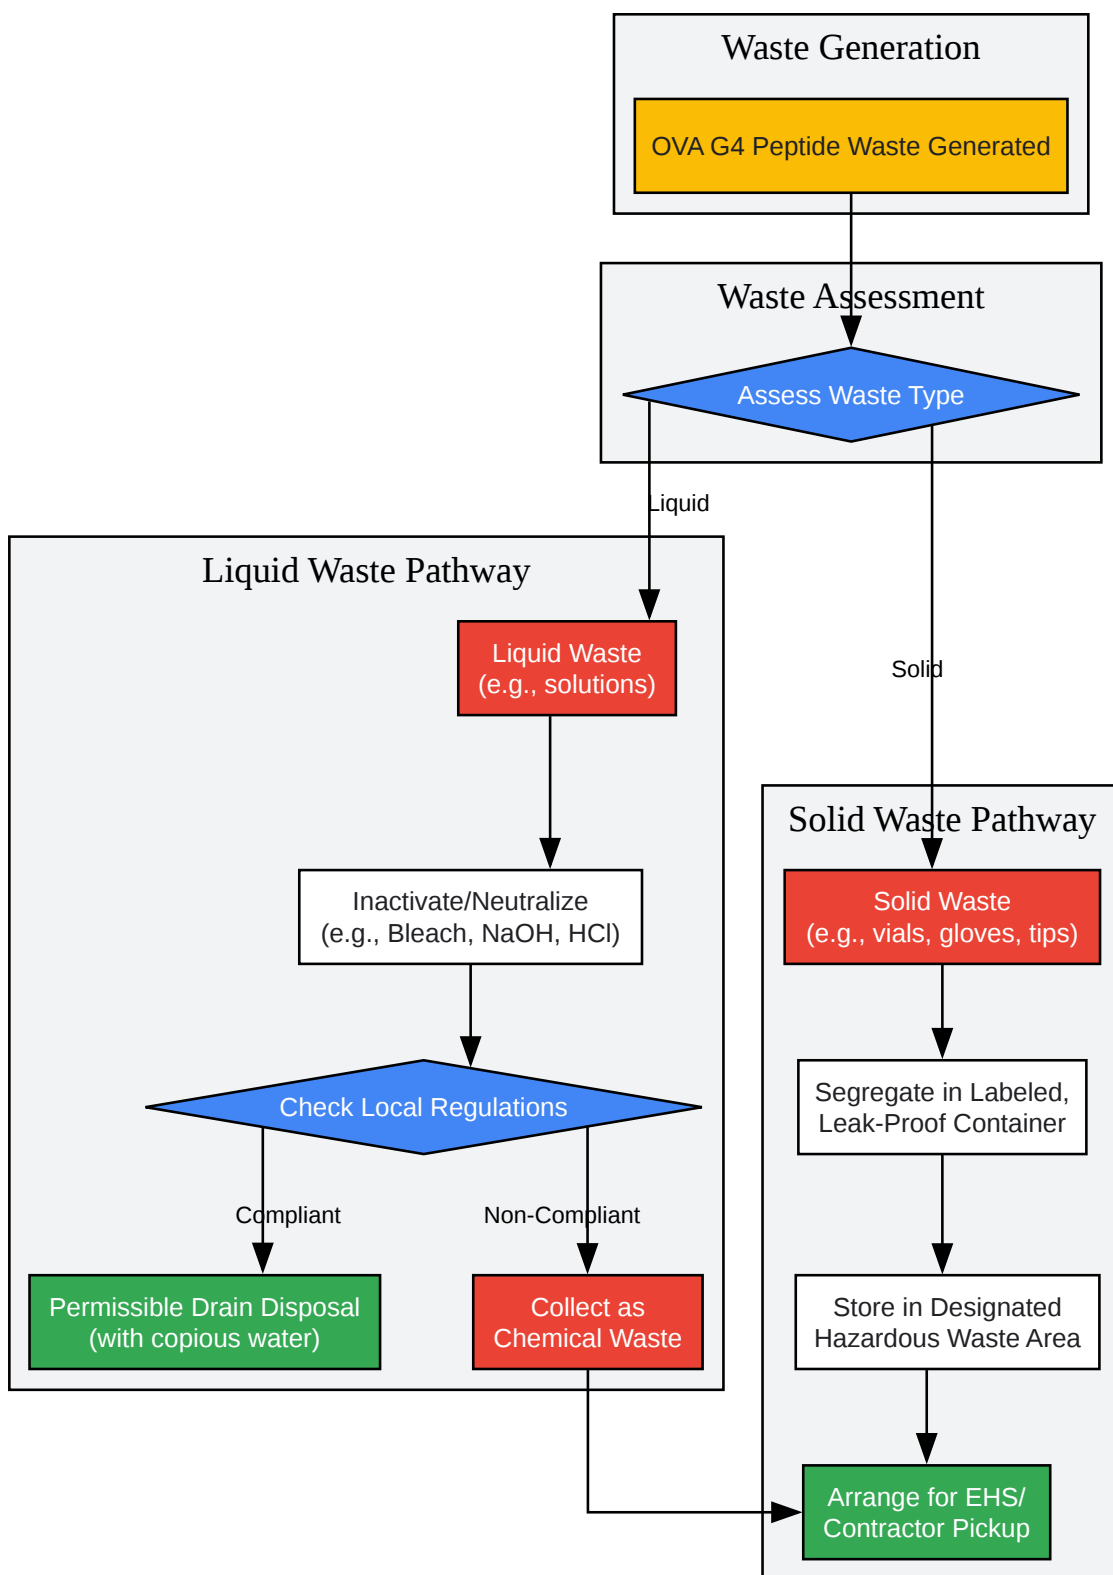 Waste Generation
OVA G4 Peptide Waste Generated
Waste Assessment
Assess Waste Type
Liquid
Solid
Liquid Waste Pathway
Liquid Waste
(e.g., solutions)
Inactivate/Neutralize
(e.g., Bleach, NaOH, HCl)
Check Local Regulations
Compliant
Non-Compliant
Permissible Drain Disposal
(with copious water)
Collect as
Chemical Waste
Solid Waste Pathway
Solid Waste
(e.g., vials, gloves, tips)
Segregate in Labeled,
Leak-Proof Container
Store in Designated
Hazardous Waste Area
Arrange for EHS/
Contractor Pickup